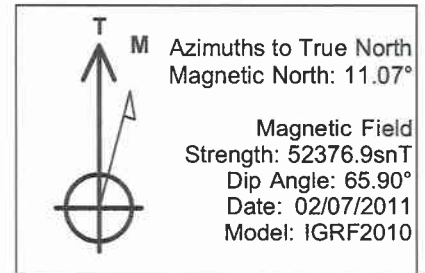 T
M
Azimuths to True North
Magnetic North: 11.07°
Magnetic Field
Strength: 52376.9snT
Dip Angle: 65.90°
Date: 02/07/2011
Model: IGRF2010